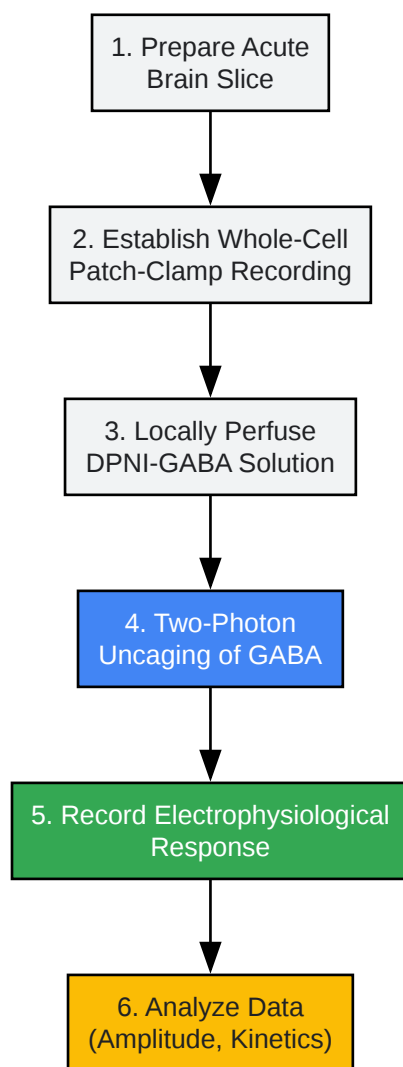 1. Prepare Acute
Brain Slice
2. Establish Whole-Cell
Patch-Clamp Recording
3. Locally Perfuse
DPNI-GABA Solution
4. Two-Photon
Uncaging of GABA
5. Record Electrophysiological
Response
6. Analyze Data
(Amplitude, Kinetics)